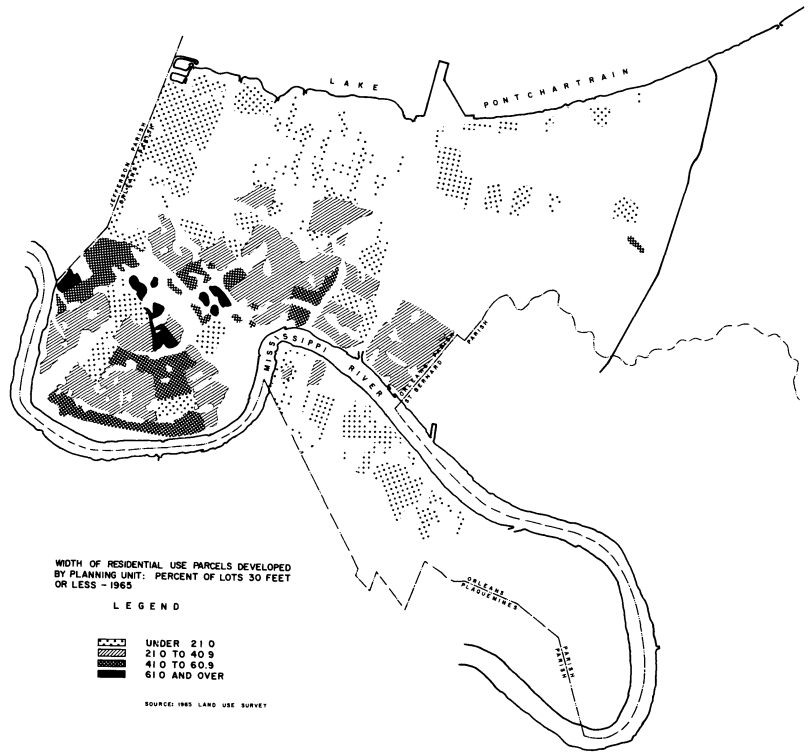 LAKE
PONTCHARTRAIN
JEFFERSON PARISH
ORLEANS PARISH
MISSISSIPPI RIVER
ORLEANS PARISH
ST BERNARD PARISH
WIDTH OF RESIDENTIAL USE PARCELS DEVELOPED
BY PLANNING UNIT: PERCENT OF LOTS 30 FEET
OR LESS - 1965
LEGEND
UNDER 21.0
21.0 TO 40.9
41.0 TO 60.9
61.0 AND OVER
SOURCE: 1965 LAND USE SURVEY
ORLEANS PARISH
PLAQUEMINES PARISH